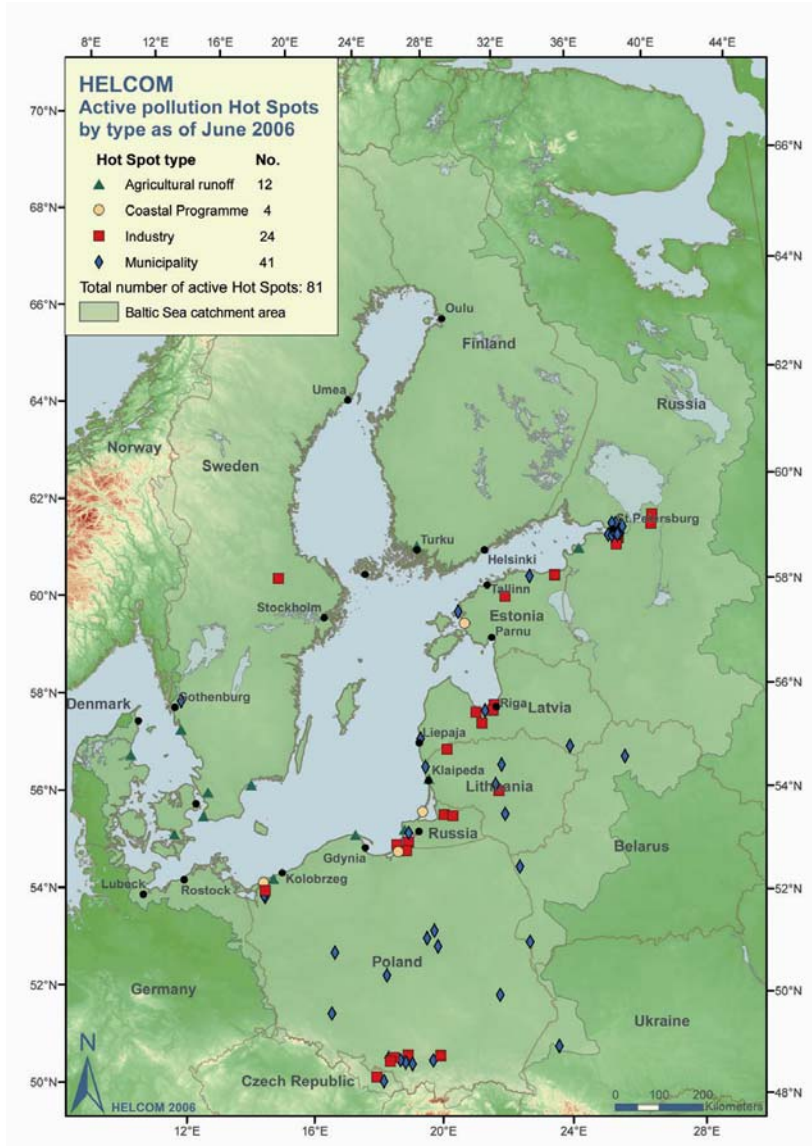 8°E 12°E 16°E 20°E 24°E 28°E 32°E 36°E 40°E 44°E
HELCOM
Active pollution Hot Spots
by type as of June 2006
Hot Spot type No.
Agricultural runoff 12
Coastal Programme 4
Industry 24
Municipality 41
Total number of active Hot Spots: 81
Baltic Sea catchment area
70°N
66°N
68°N
64°N
66°N
Oulu
Finland
62°N
Umea
64°N
Russia
Norway
Sweden
60°N
62°N
St.Petersburg
Turku
Helsinki
58°N
Tallinn
60°N
Stockholm
Estonia
Parnu
58°N
Gothenburg
Denmark
Riga
Latvia
56°N
Liepaja
Klaipeda
Lithuania
54°N
56°N
Russia
Gdynia
Belarus
Kolobrzeg
Lubeck
Rostock
54°N
52°N
Poland
52°N
Germany
Ukraine
50°N
N
Czech Republic
50°N
48°N
HELCOM 2006
0 50 100 200
Kilometers
12°E 16°E 20°E 24°E 28°E